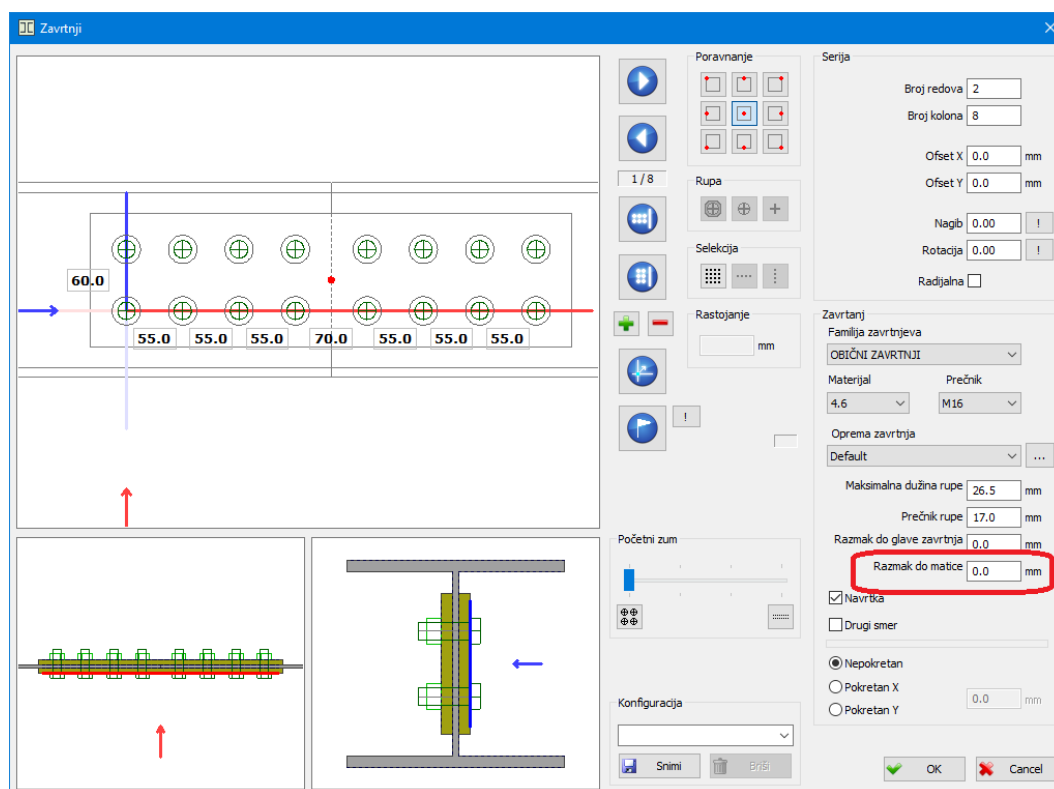 Zavrtnji
60.0
55.0 55.0 55.0 70.0 55.0 55.0 55.0
1 / 8
Početni zum
Konfiguracija
Snimi Briši
Poravnanje
Rupa
Selekcija
Rastojanje
mm
!
Serija
Broj redova 2
Broj kolona 8
Ofset X 0.0 mm
Ofset Y 0.0 mm
Nagib 0.00 !
Rotacija 0.00 !
Radijalna
Zavrtanj
Familija zavrtnjeva
OBIČNI ZAVRTNJI
Materijal Prečnik
4.6 M16
Oprema zavrtnja
Default ...
Maksimalna dužina rupe 26.5 mm
Prečnik rupe 17.0 mm
Razmak do glave zavrtnja 0.0 mm
Razmak do matice 0.0 mm
Navrtka
Drugi smer
Nepokretan
Pokretan X 0.0 mm
Pokretan Y
OK Cancel